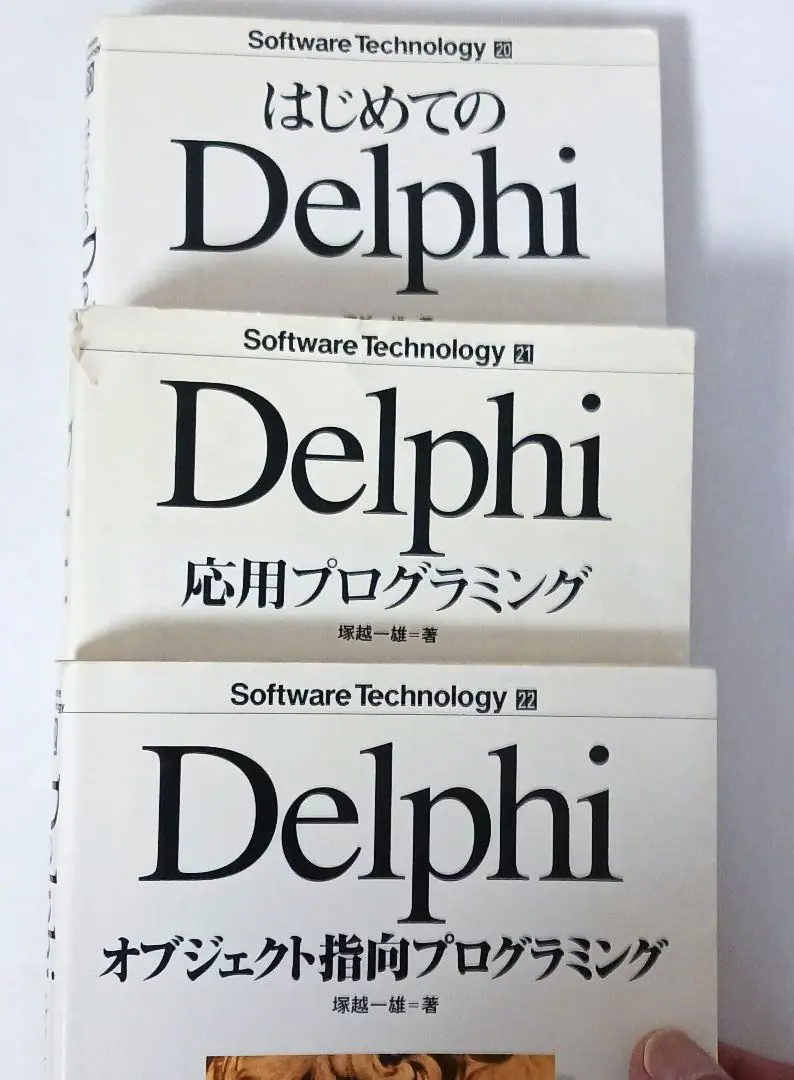 Software Technology 20
はじめての
Delphi
Software Technology 21
Delphi
応用プログラミング
塚越一雄=著
Software Technology 22
Delphi
オブジェクト指向プログラミング
塚越一雄=著